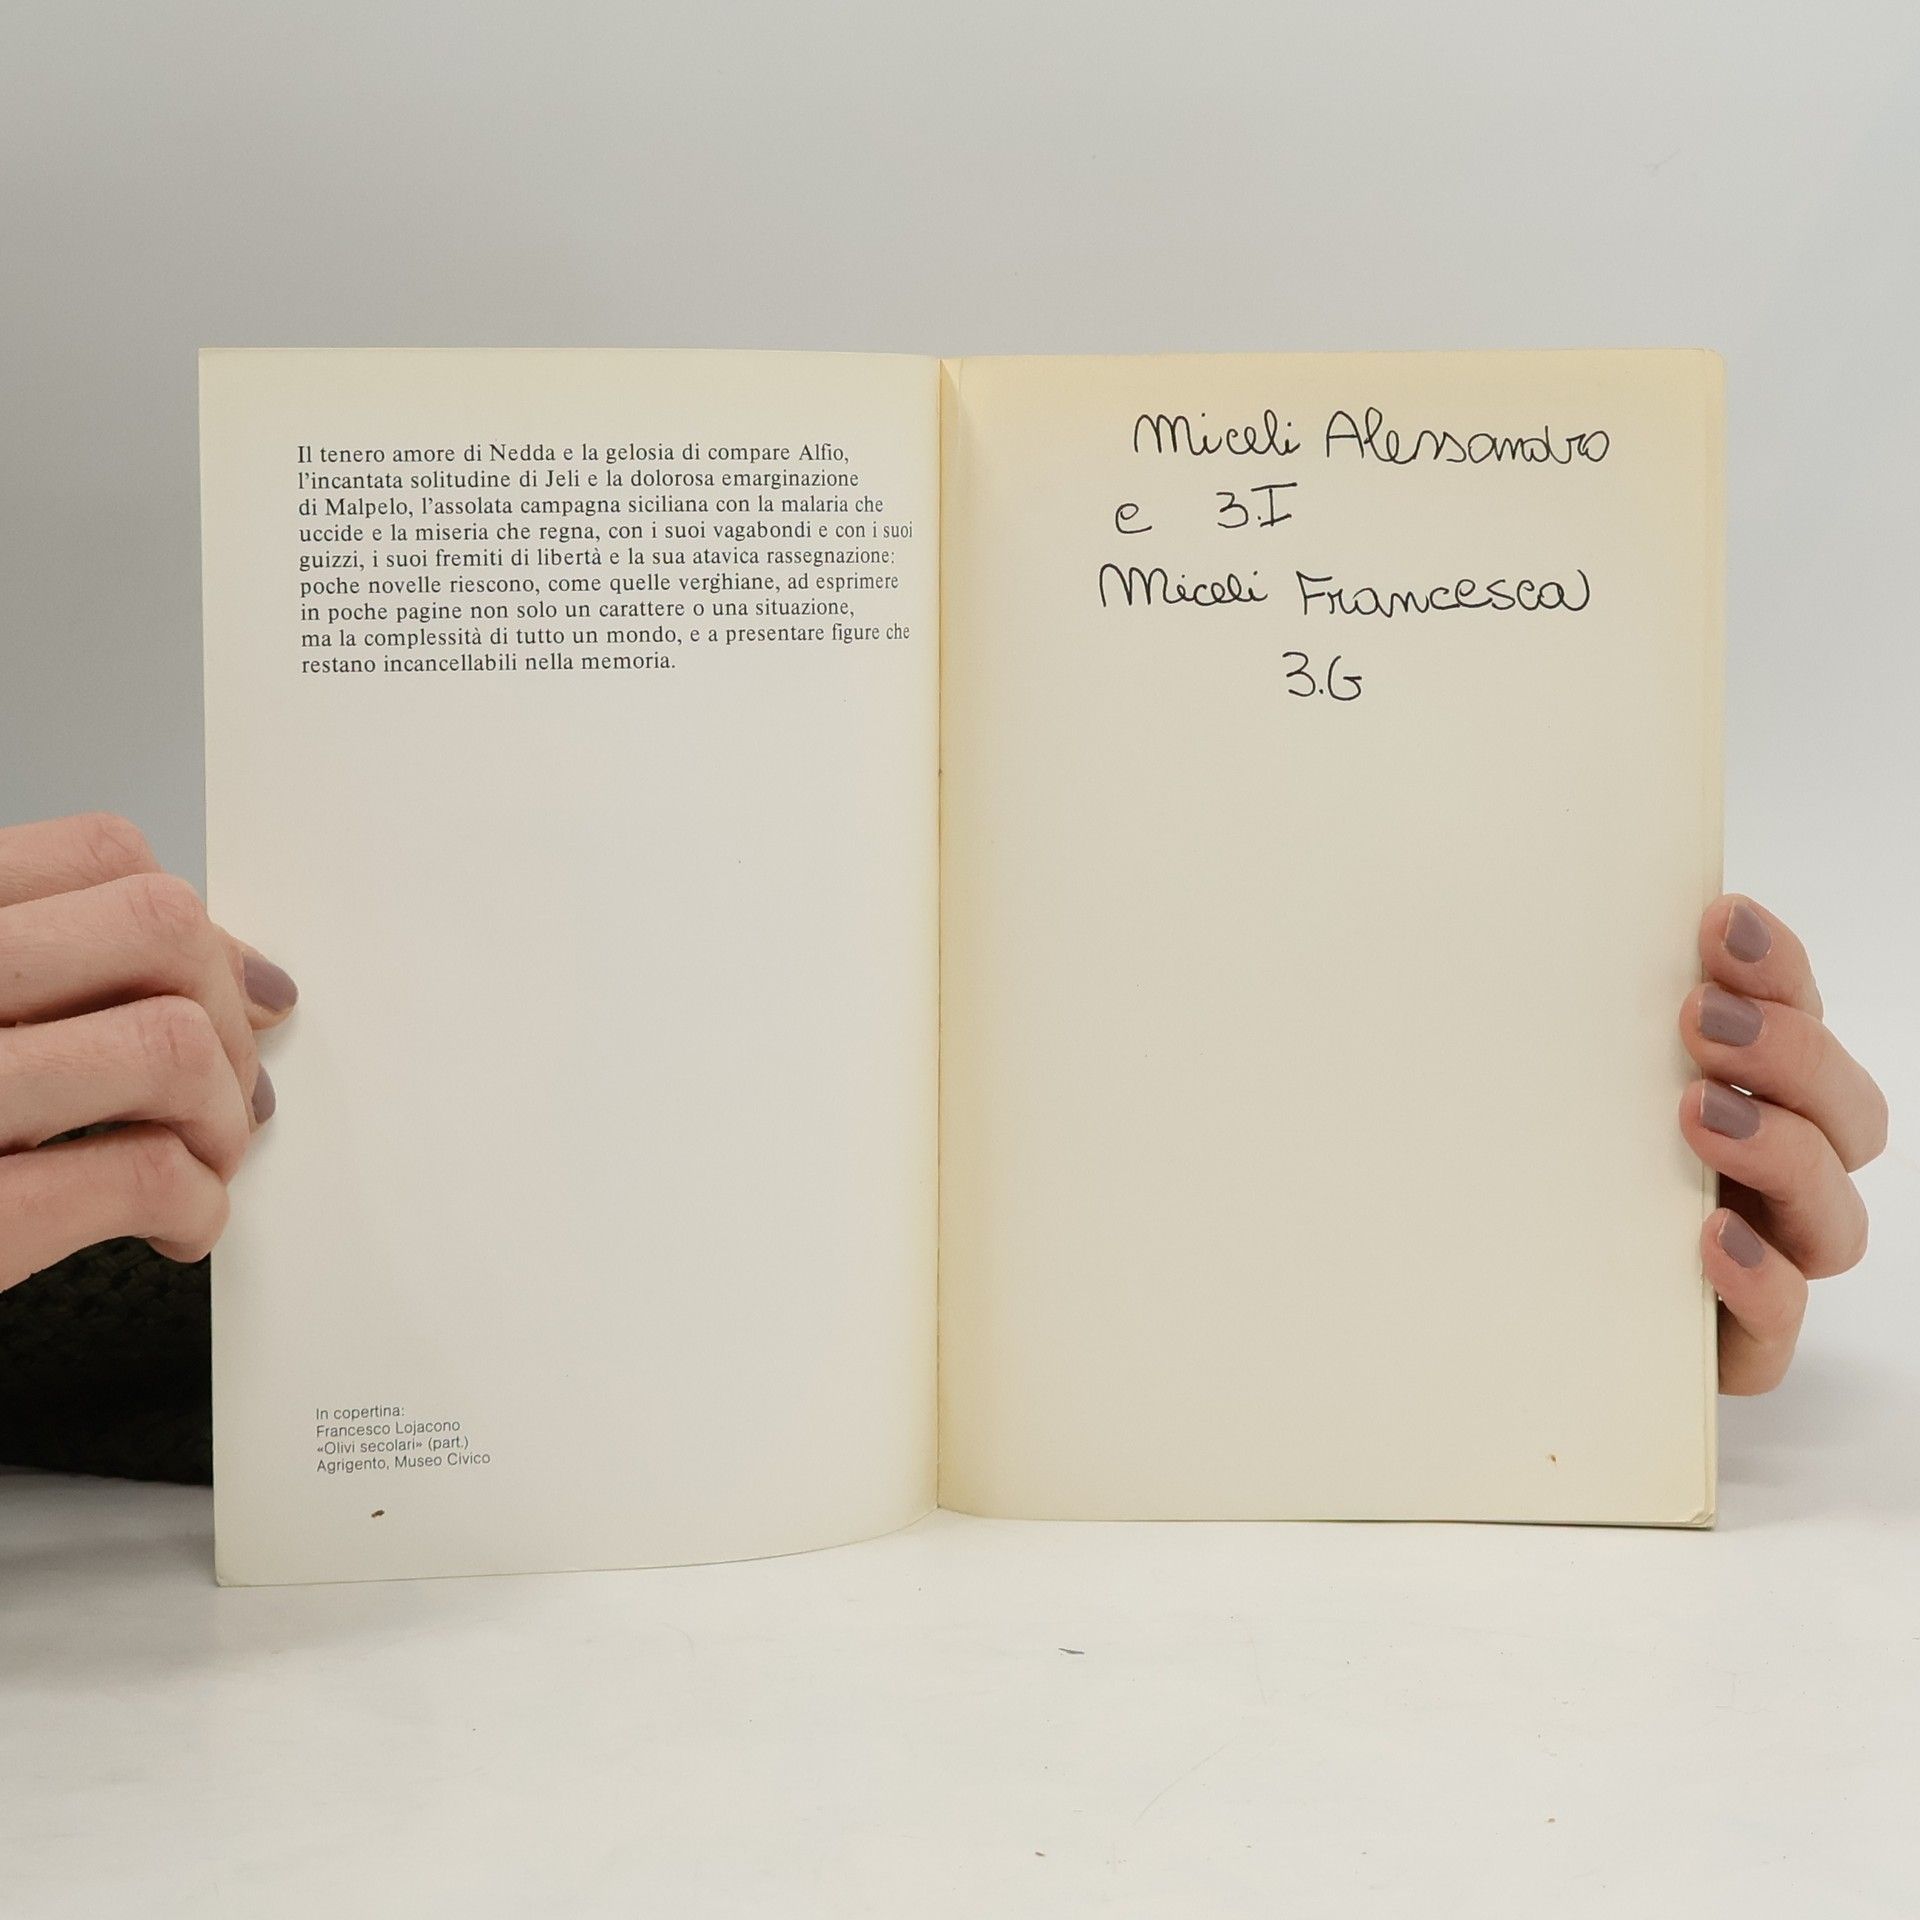 Il tenero amore di Nedda e la gelosia di compare Alfio,
l'incantata solitudine di Jeli e la dolorosa emarginazione
di Malpelo, l'assolata campagna siciliana con la malaria che
uccide e la miseria che regna, con i suoi vagabondi e con i suoi
guizzi, i suoi fremiti di libertà e la sua atavica rassegnazione:
poche novelle riescono, come quelle verghiane, ad esprimere
in poche pagine non solo un carattere o una situazione,
ma la complessità di tutto un mondo, e a presentare figure che
restano incancellabili nella memoria.
In copertina:
Francesco Lojacono
«Olivi secolari» (part.)
Agrigento, Museo Civico
Miceli Alessandro
e 3.I
Miceli Francesca
3.G